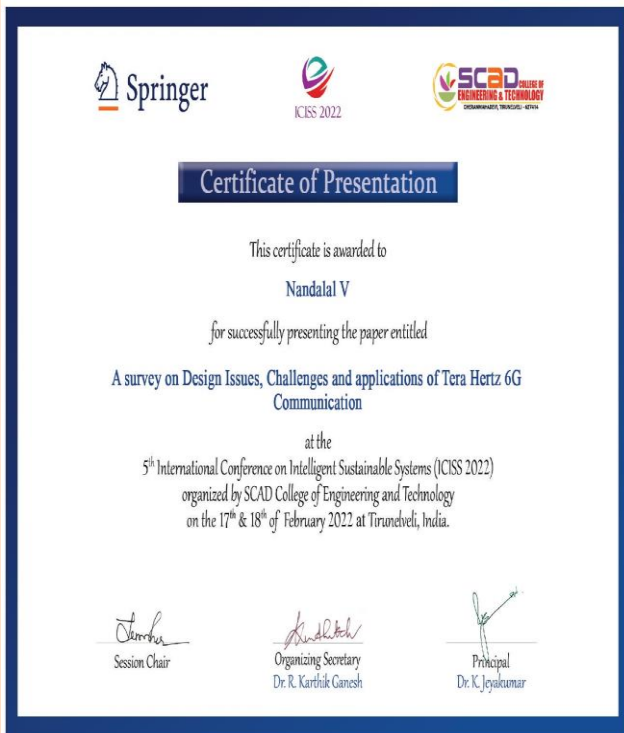 Springer
ICISS 2022
SCAD COLLEGE OF
ENGINEERING & TECHNOLOGY
CHERANMAHADEVI, TIRUNELVELI - 627414
Certificate of Presentation
This certificate is awarded to
Nandalal V
for successfully presenting the paper entitled
A survey on Design Issues, Challenges and applications of Tera Hertz 6G
Communication
at the
5th International Conference on Intelligent Sustainable Systems (ICISS 2022)
organized by SCAD College of Engineering and Technology
on the 17th & 18th of February 2022 at Tirunelveli, India.
Session Chair
Organizing Secretary
Dr. R. Karthik Ganesh
Principal
Dr. K. Jeyakumar